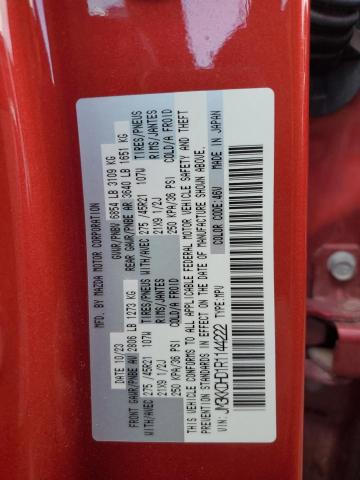 MFD. BY MAZDA MOTOR CORPORATION
10/23 GVWR/PNBV 6854 LB 3109 KG
FRONT GAWR/PNBE AV 2806 LB 1273 KG REAR GAWR/PNBE AR 3640 LB 1651 KG
WITH/AVEC 275 /45R21 107W TIRES/PNEUS WITH/AVEC 275 /45R21 107W TIRES/PNEUS
21X9 1/2J RIMS/JANTES 21X9 1/2J RIMS/JANTES
250 KPA/36 PSI COLD/A FROID 250 KPA/36 PSI COLD/A FROID
THIS VEHICLE CONFORMS TO ALL APPLICABLE FEDERAL MOTOR VEHICLE SAFETY AND THEFT
PREVENTION STANDARDS IN EFFECT ON THE DATE OF MANUFACTURE SHOWN ABOVE.
VIN: JM3KKDHD1R1144222 TYPE:MPV COLOR CODE:46V MADE IN JAPAN